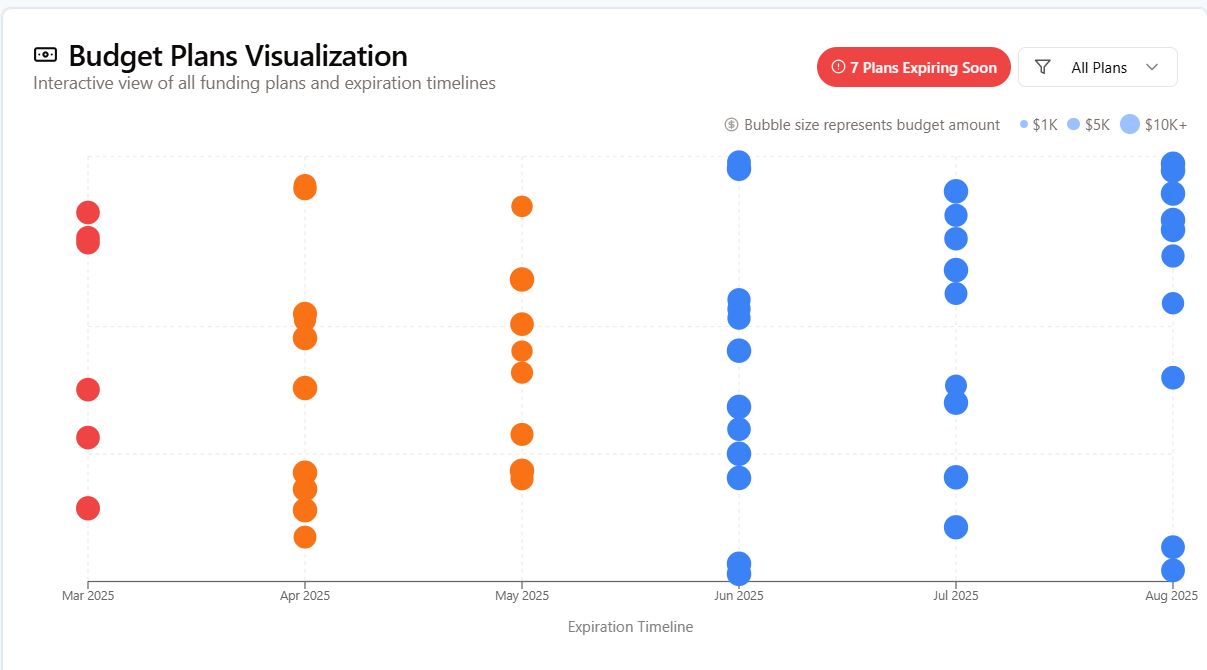 Budget Plans Visualization
Interactive view of all funding plans and expiration timelines
7 Plans Expiring Soon
All Plans
Bubble size represents budget amount
$1K
$5K
$10K+
Mar 2025
Apr 2025
May 2025
Jun 2025
Jul 2025
Aug 2025
Expiration Timeline